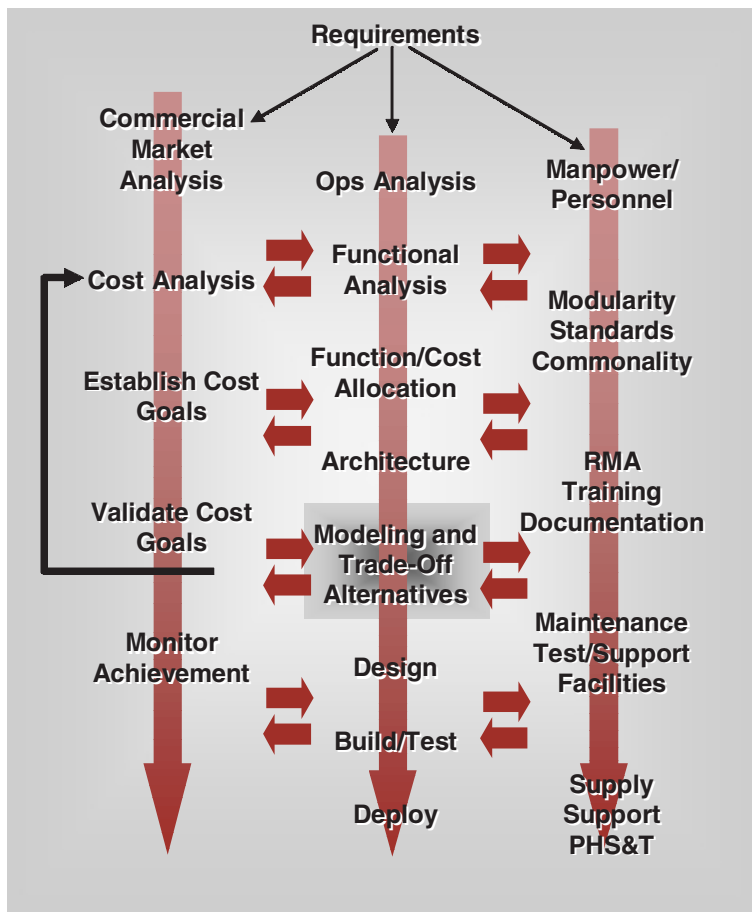 Requirements
Commercial
Market
Analysis
Cost Analysis
Establish Cost
Goals
Validate Cost
Goals
Monitor
Achievement
Ops Analysis
Functional
Analysis
Function/Cost
Allocation
Architecture
Modeling and
Trade-Off
Alternatives
Design
Build/Test
Deploy
Manpower/
Personnel
Modularity
Standards
Commonality
RMA
Training
Documentation
Maintenance
Test/Support
Facilities
Supply
Support
PHS&T